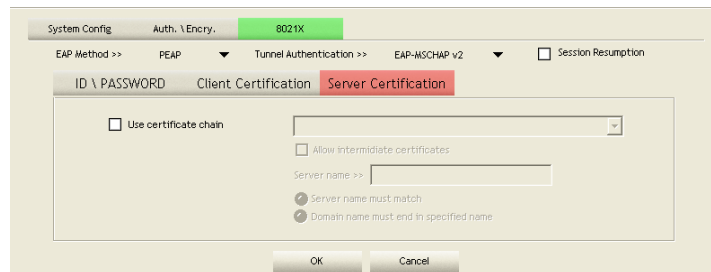 System Config Auth. \ Encry. 8021X
EAP Method >> PEAP Tunnel Authentication >> EAP-MSCHAP v2 Session Resumption
ID \ PASSWORD Client Certification Server Certification
Use certificate chain
Allow intermidiate certificates
Server name >>
Server name must match
Domain name must end in specified name
OK Cancel